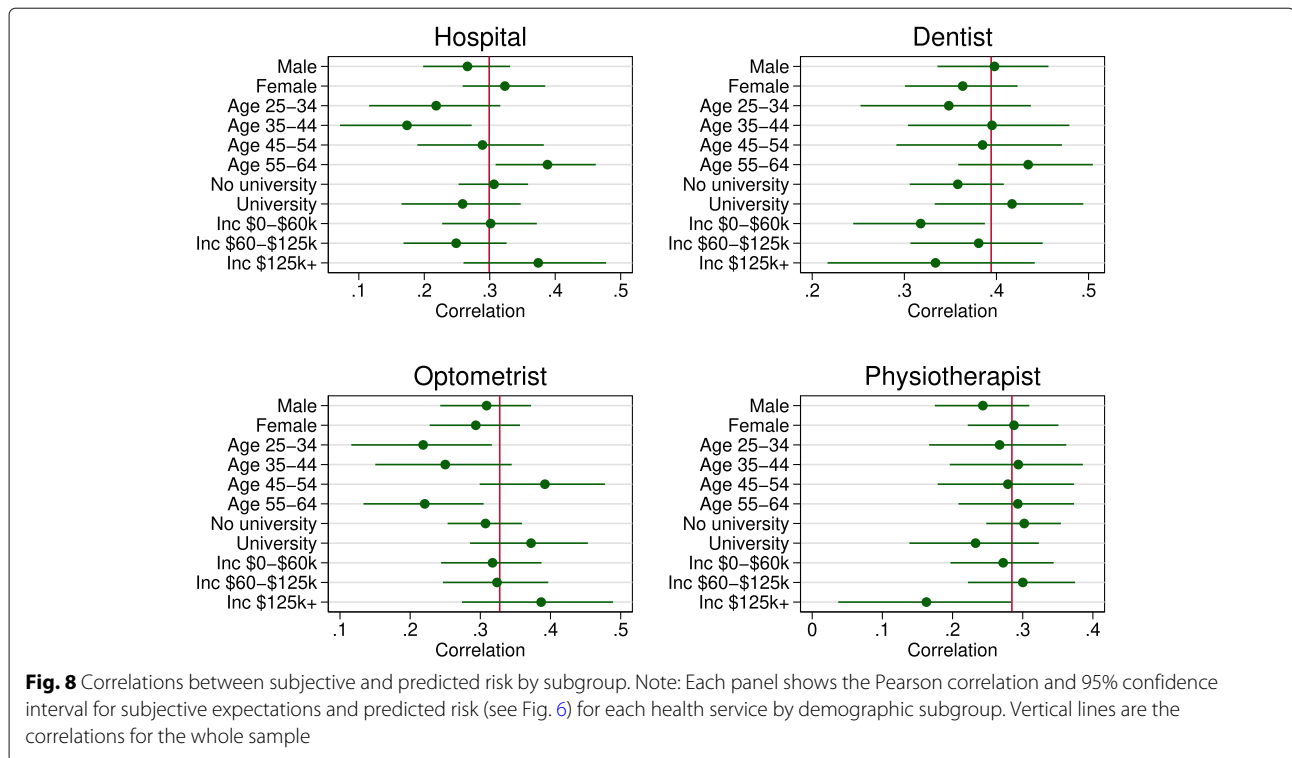 Hospital
Male
Female
Age 25–34
Age 35–44
Age 45–54
Age 55–64
No university
University
Inc $0–$60k
Inc $60–$125k
Inc $125k+
.1 .2 .3 .4 .5
Correlation
Dentist
Male
Female
Age 25–34
Age 35–44
Age 45–54
Age 55–64
No university
University
Inc $0–$60k
Inc $60–$125k
Inc $125k+
.2 .3 .4 .5
Correlation
Optometrist
Male
Female
Age 25–34
Age 35–44
Age 45–54
Age 55–64
No university
University
Inc $0–$60k
Inc $60–$125k
Inc $125k+
.1 .2 .3 .4 .5
Correlation
Physiotherapist
Male
Female
Age 25–34
Age 35–44
Age 45–54
Age 55–64
No university
University
Inc $0–$60k
Inc $60–$125k
Inc $125k+
0 .1 .2 .3 .4
Correlation
Fig. 8 Correlations between subjective and predicted risk by subgroup. Note: Each panel shows the Pearson correlation and 95% confidence
interval for subjective expectations and predicted risk (see Fig. 6) for each health service by demographic subgroup. Vertical lines are the
correlations for the whole sample